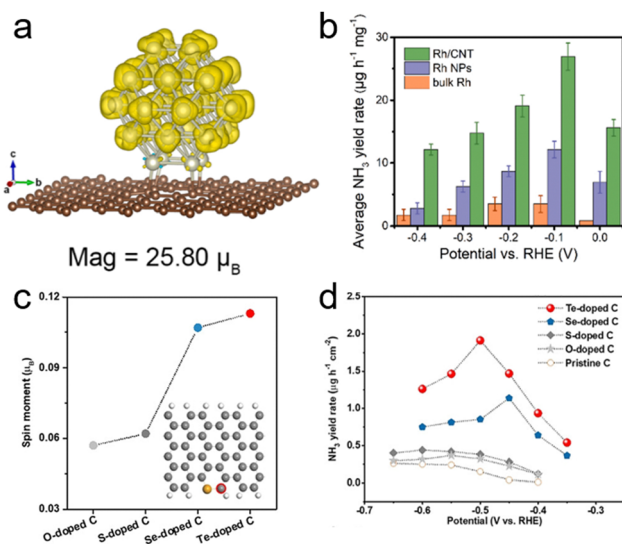 a
c
a
b
Mag = 25.80 μB
b
Average NH3 yield rate (μg h-1 mg-1)
30
20
10
0
Rh/CNT
Rh NPs
bulk Rh
-0.4 -0.3 -0.2 -0.1 0.0
Potential vs. RHE (V)
c
Spin moment (μB)
0.12
0.09
0.06
0.03
O-doped C
S-doped C
Se-doped C
Te-doped C
d
NH3 yield rate (μg h-1 cm-2)
2.5
2.0
1.5
1.0
0.5
0.0
Te-doped C
Se-doped C
S-doped C
O-doped C
Pristine C
-0.7 -0.6 -0.5 -0.4 -0.3
Potential (V vs. RHE)